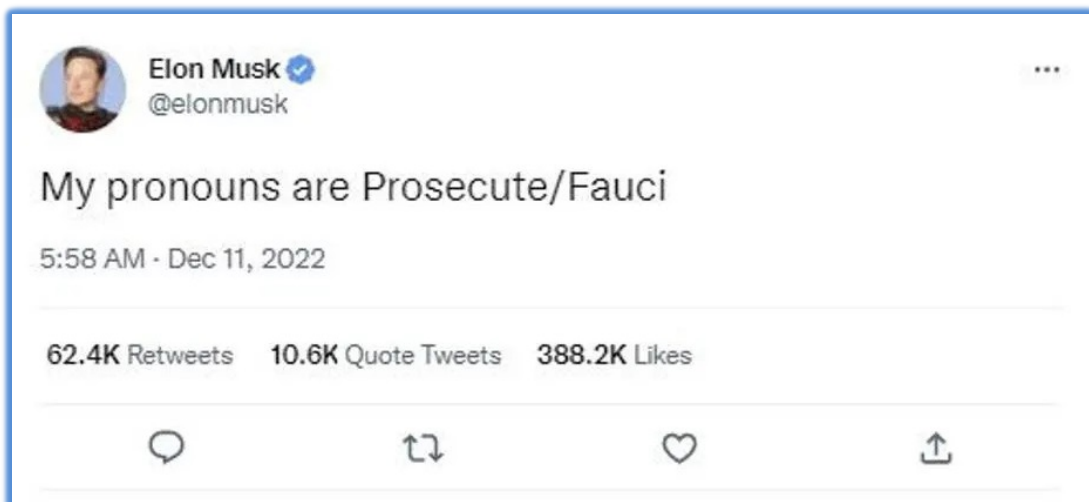 Elon Musk
@elonmusk
My pronouns are Prosecute/Fauci
5:58 AM · Dec 11, 2022
62.4K Retweets 10.6K Quote Tweets 388.2K Likes